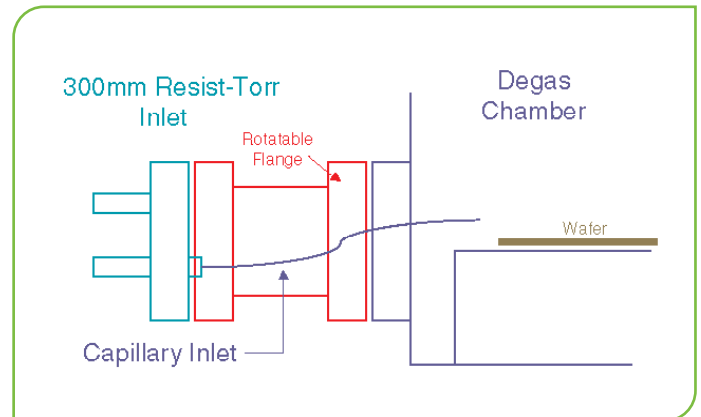 300mm Resist-Torr
Inlet
Degas
Chamber
Rotatable
Flange
Wafer
Capillary Inlet